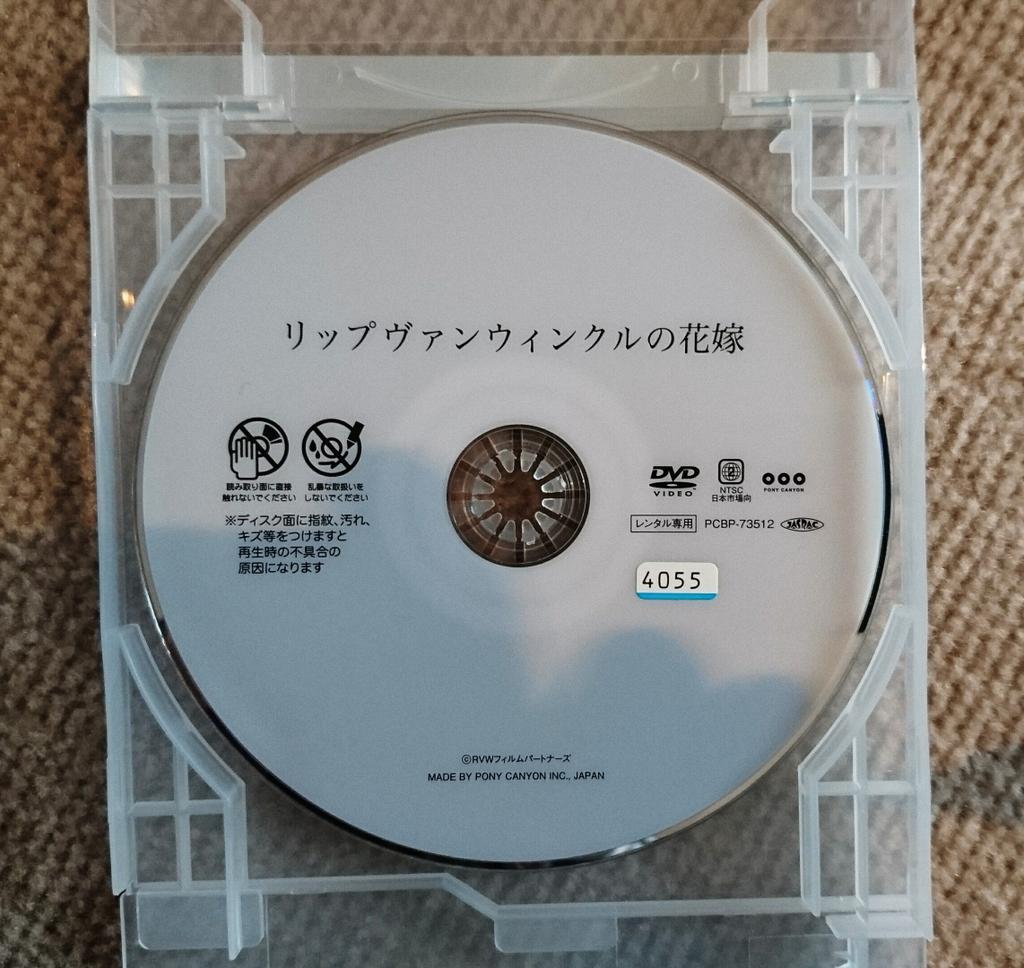 リップヴァンウィンクルの花嫁
読み取り面に直接
触れないでください
乱暴な取扱いを
しないでください
※ディスク面に指紋、汚れ、
キズ等をつけますと
再生時の不具合の
原因になります
DVD
VIDEO
2
NTSC
日本市場向
PONY CANYON
レンタル専用 PCBP-73512 JASRAC
4055
©RVWフィルムパートナーズ
MADE BY PONY CANYON INC., JAPAN